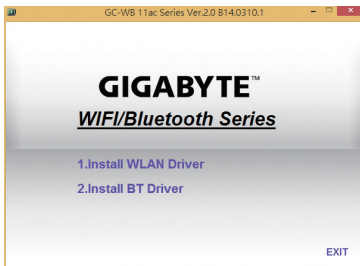 GC-WB 11ac Series Ver.2.0 B14.0310.1
GIGABYTE™
WIFI/Bluetooth Series
1.Install WLAN Driver
2.Install BT Driver
EXIT